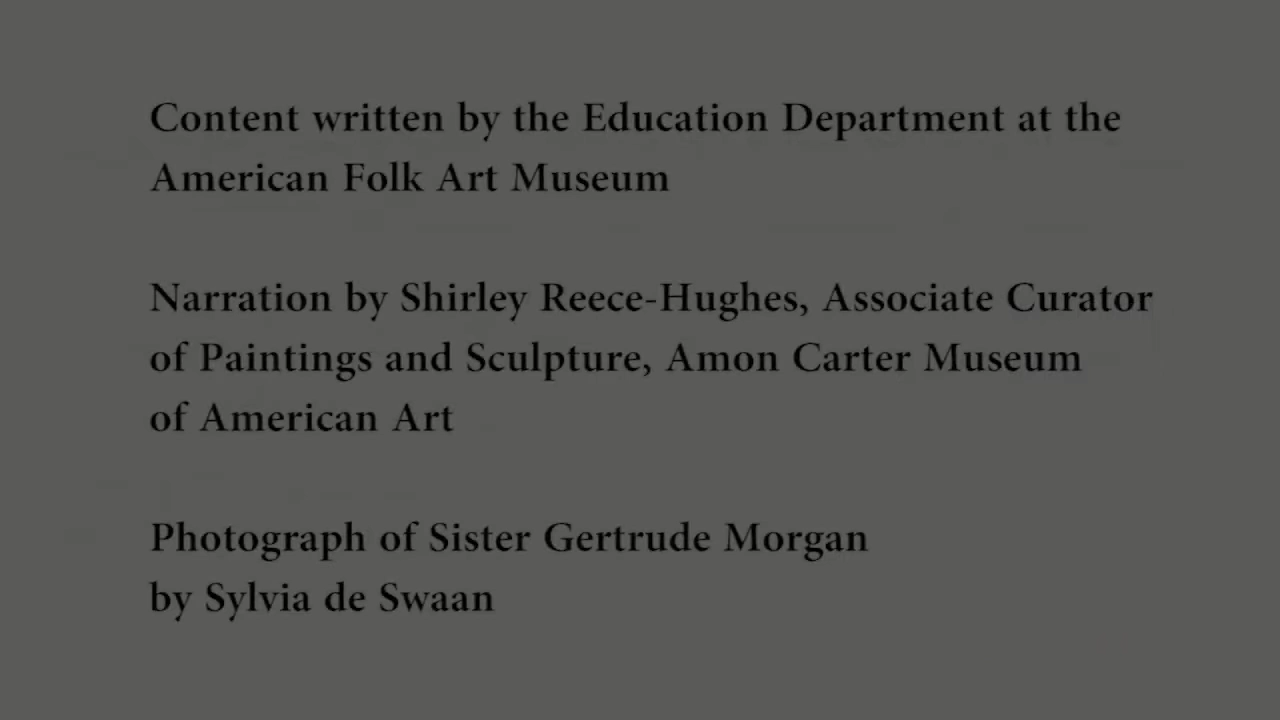 Content written by the Education Department at the
American Folk Art Museum
Narration by Shirley Reece-Hughes, Associate Curator
of Paintings and Sculpture, Amon Carter Museum
of American Art
Photograph of Sister Gertrude Morgan
by Sylvia de Swaan